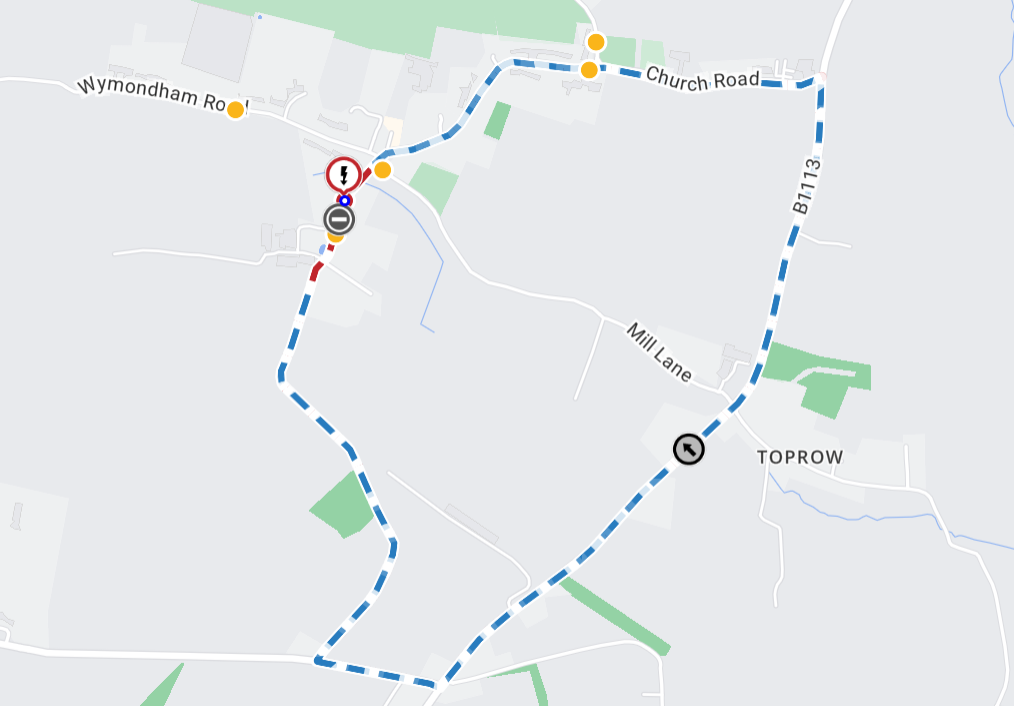 Church Road
Wymondham Road
B1113
Mill Lane
TOPROW